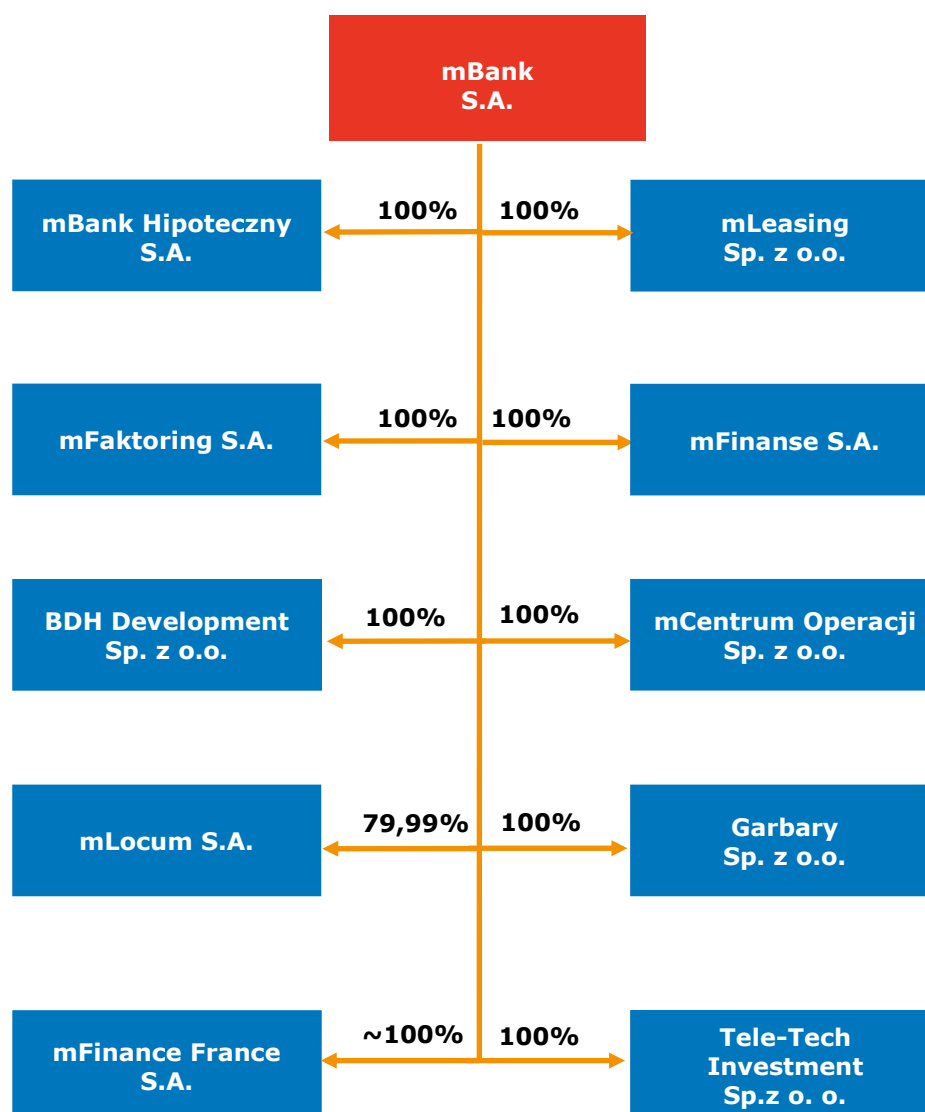 mBank
S.A.
100%
100%
mBank Hipoteczny
S.A.
mLeasing
Sp. z o.o.
100%
100%
mFaktoring S.A.
mFinanse S.A.
100%
100%
BDH Development
Sp. z o.o.
mCentrum Operacji
Sp. z o.o.
79,99%
100%
mLocum S.A.
Garbary
Sp. z o.o.
~100%
100%
mFinance France
S.A.
Tele-Tech
Investment
Sp.z o. o.